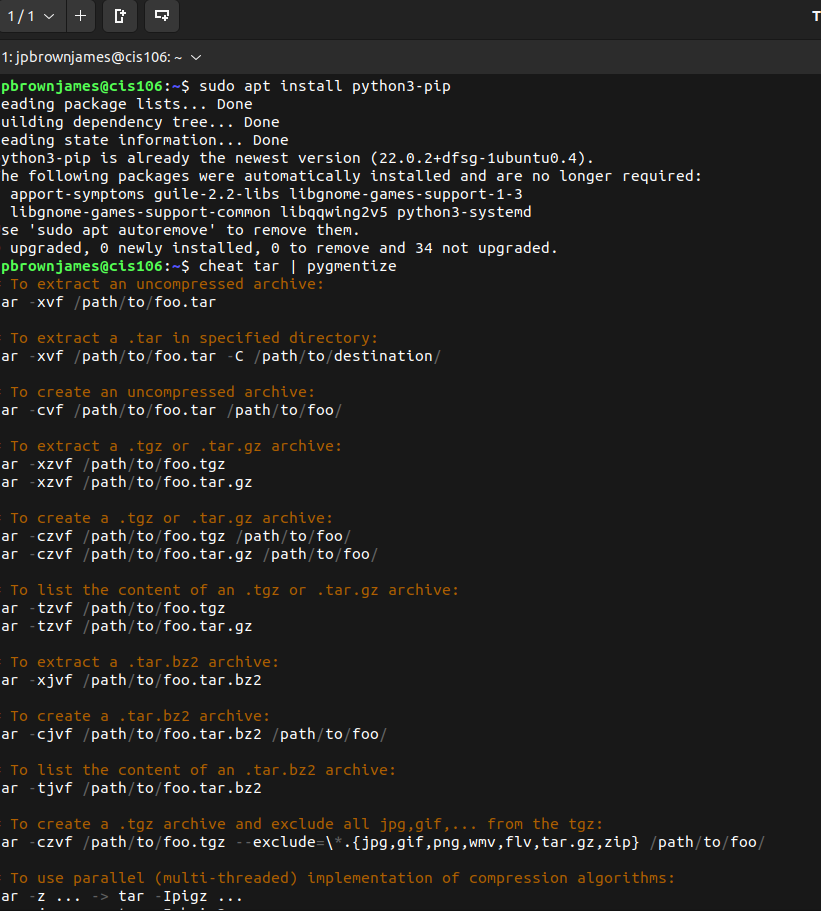 1 / 1
T
1: jpbrownjames@cis106: ~
pbrownjames@cis106:~$ sudo apt install python3-pip
eading package lists... Done
uilding dependency tree... Done
eading state information... Done
ython3-pip is already the newest version (22.0.2+dfsg-1ubuntu0.4).
he following packages were automatically installed and are no longer required:
apport-symptoms guile-2.2-libs libgnome-games-support-1-3
libgnome-games-support-common libqqwing2v5 python3-systemd
se 'sudo apt autoremove' to remove them.
upgraded, 0 newly installed, 0 to remove and 34 not upgraded.
pbrownjames@cis106:~$ cheat tar | pygmentize
To extract an uncompressed archive:
ar -xvf /path/to/foo.tar
To extract a .tar in specified directory:
ar -xvf /path/to/foo.tar -C /path/to/destination/
To create an uncompressed archive:
ar -cvf /path/to/foo.tar /path/to/foo/
To extract a .tgz or .tar.gz archive:
ar -xzvf /path/to/foo.tgz
ar -xzvf /path/to/foo.tar.gz
To create a .tgz or .tar.gz archive:
ar -czvf /path/to/foo.tgz /path/to/foo/
ar -czvf /path/to/foo.tar.gz /path/to/foo/
To list the content of an .tgz or .tar.gz archive:
ar -tzvf /path/to/foo.tgz
ar -tzvf /path/to/foo.tar.gz
To extract a .tar.bz2 archive:
ar -xjvf /path/to/foo.tar.bz2
To create a .tar.bz2 archive:
ar -cjvf /path/to/foo.tar.bz2 /path/to/foo/
To list the content of an .tar.bz2 archive:
ar -tjvf /path/to/foo.tar.bz2
To create a .tgz archive and exclude all jpg,gif,... from the tgz:
ar -czvf /path/to/foo.tgz --exclude=\*.{jpg,gif,png,wmv,flv,tar.gz,zip} /path/to/foo/
To use parallel (multi-threaded) implementation of compression algorithms:
ar -z ... -> tar -Ipigz ...